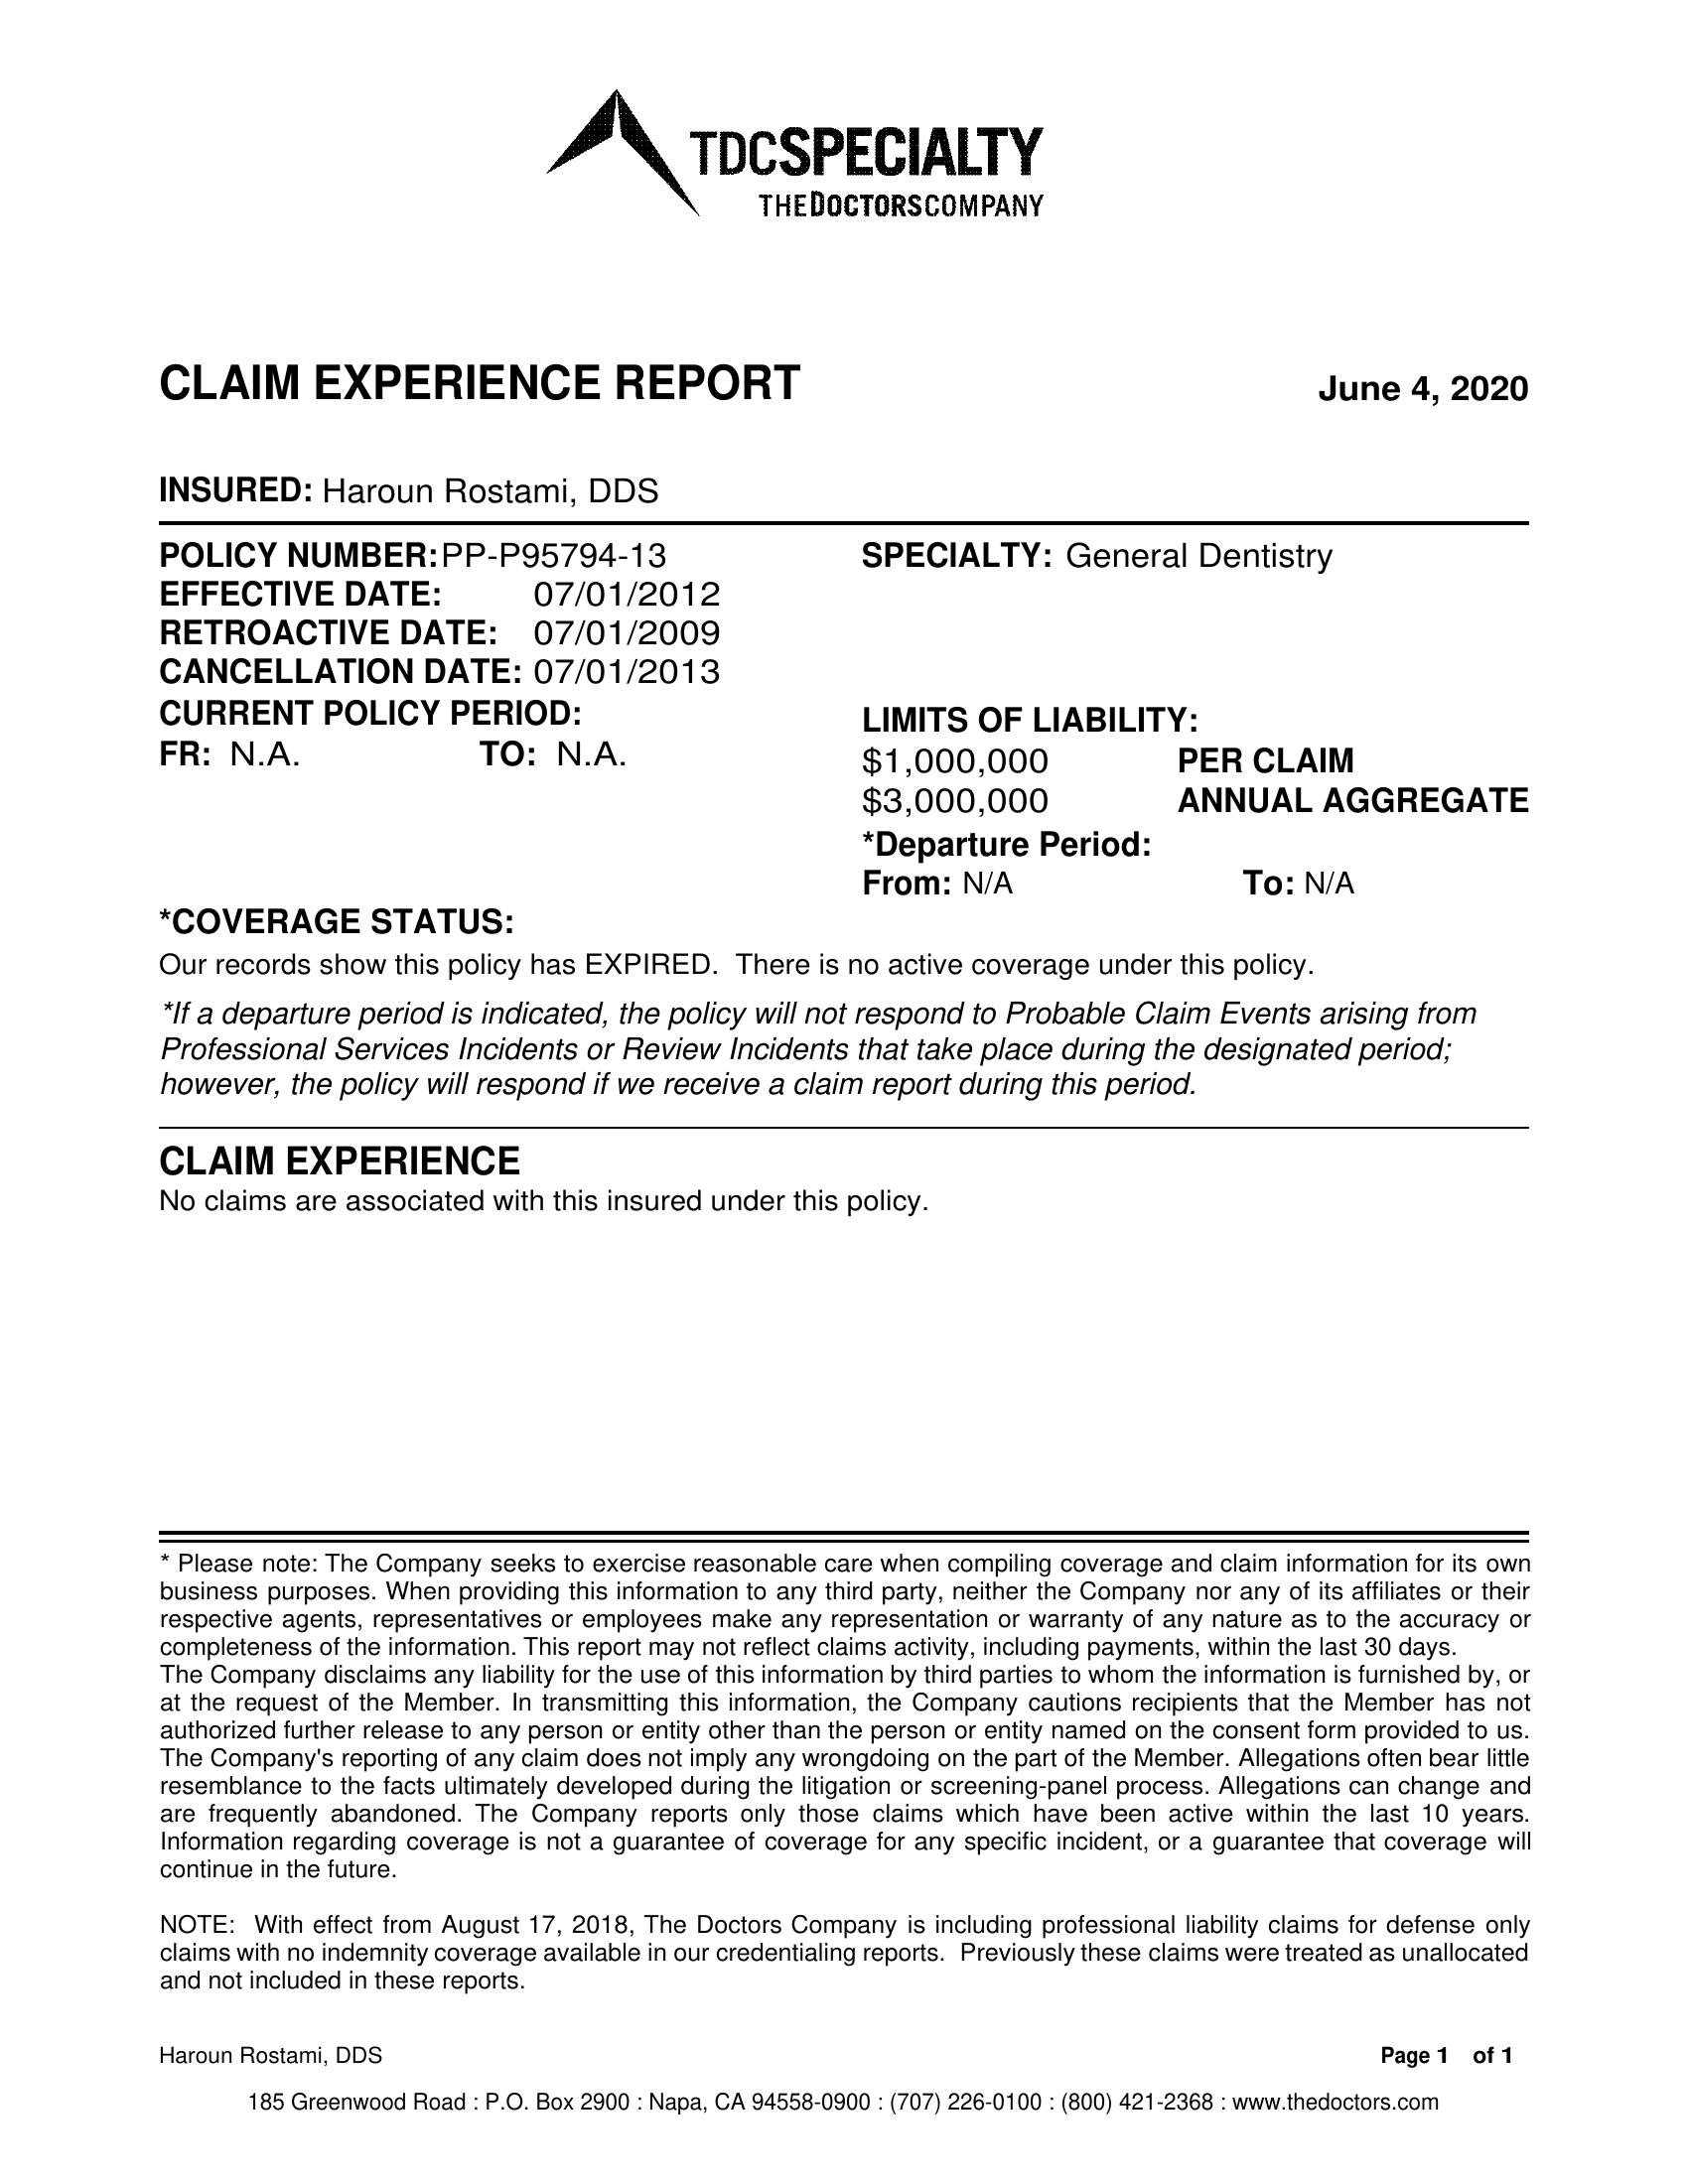 TDCSPECIALTY
THEDOCTORSCOMPANY
CLAIM EXPERIENCE REPORT June 4, 2020
INSURED: Haroun Rostami, DDS
POLICY NUMBER: PP-P95794-13 SPECIALTY: General Dentistry
EFFECTIVE DATE: 07/01/2012
RETROACTIVE DATE: 07/01/2009
CANCELLATION DATE: 07/01/2013
CURRENT POLICY PERIOD:
FR: N.A. TO: N.A.
LIMITS OF LIABILITY:
$1,000,000 PER CLAIM
$3,000,000 ANNUAL AGGREGATE
*Departure Period:
From: N/A To: N/A
*COVERAGE STATUS:
Our records show this policy has EXPIRED. There is no active coverage under this policy.
*If a departure period is indicated, the policy will not respond to Probable Claim Events arising from
Professional Services Incidents or Review Incidents that take place during the designated period;
however, the policy will respond if we receive a claim report during this period.
CLAIM EXPERIENCE
No claims are associated with this insured under this policy.
* Please note: The Company seeks to exercise reasonable care when compiling coverage and claim information for its own
business purposes. When providing this information to any third party, neither the Company nor any of its affiliates or their
respective agents, representatives or employees make any representation or warranty of any nature as to the accuracy or
completeness of the information. This report may not reflect claims activity, including payments, within the last 30 days.
The Company disclaims any liability for the use of this information by third parties to whom the information is furnished by, or
at the request of the Member. In transmitting this information, the Company cautions recipients that the Member has not
authorized further release to any person or entity other than the person or entity named on the consent form provided to us.
The Company's reporting of any claim does not imply any wrongdoing on the part of the Member. Allegations often bear little
resemblance to the facts ultimately developed during the litigation or screening-panel process. Allegations can change and
are frequently abandoned. The Company reports only those claims which have been active within the last 10 years.
Information regarding coverage is not a guarantee of coverage for any specific incident, or a guarantee that coverage will
continue in the future.
NOTE: With effect from August 17, 2018, The Doctors Company is including professional liability claims for defense only
claims with no indemnity coverage available in our credentialing reports. Previously these claims were treated as unallocated
and not included in these reports.
Haroun Rostami, DDS Page 1 of 1
185 Greenwood Road : P.O. Box 2900 : Napa, CA 94558-0900 : (707) 226-0100 : (800) 421-2368 : www.thedoctors.com